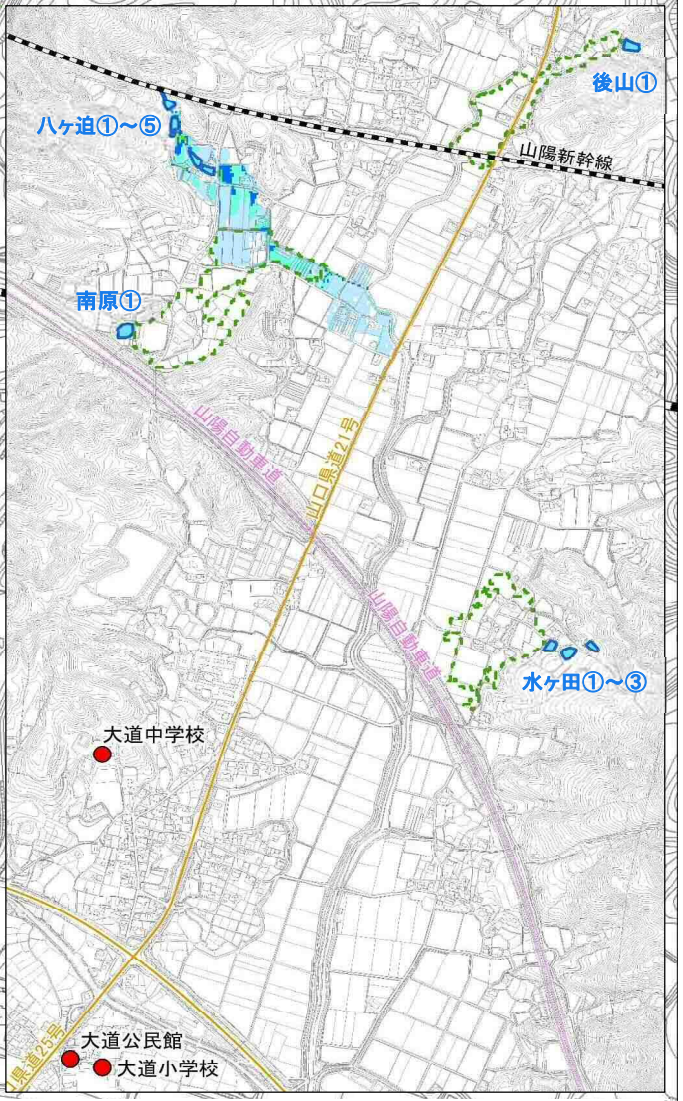 後山①
八ヶ迫①～⑤
山陽新幹線
南原①
山陽自動車道
山口県道21号
山陽自動車道
水ヶ田①～③
大道中学校
大道公民館
大道小学校
県道25号